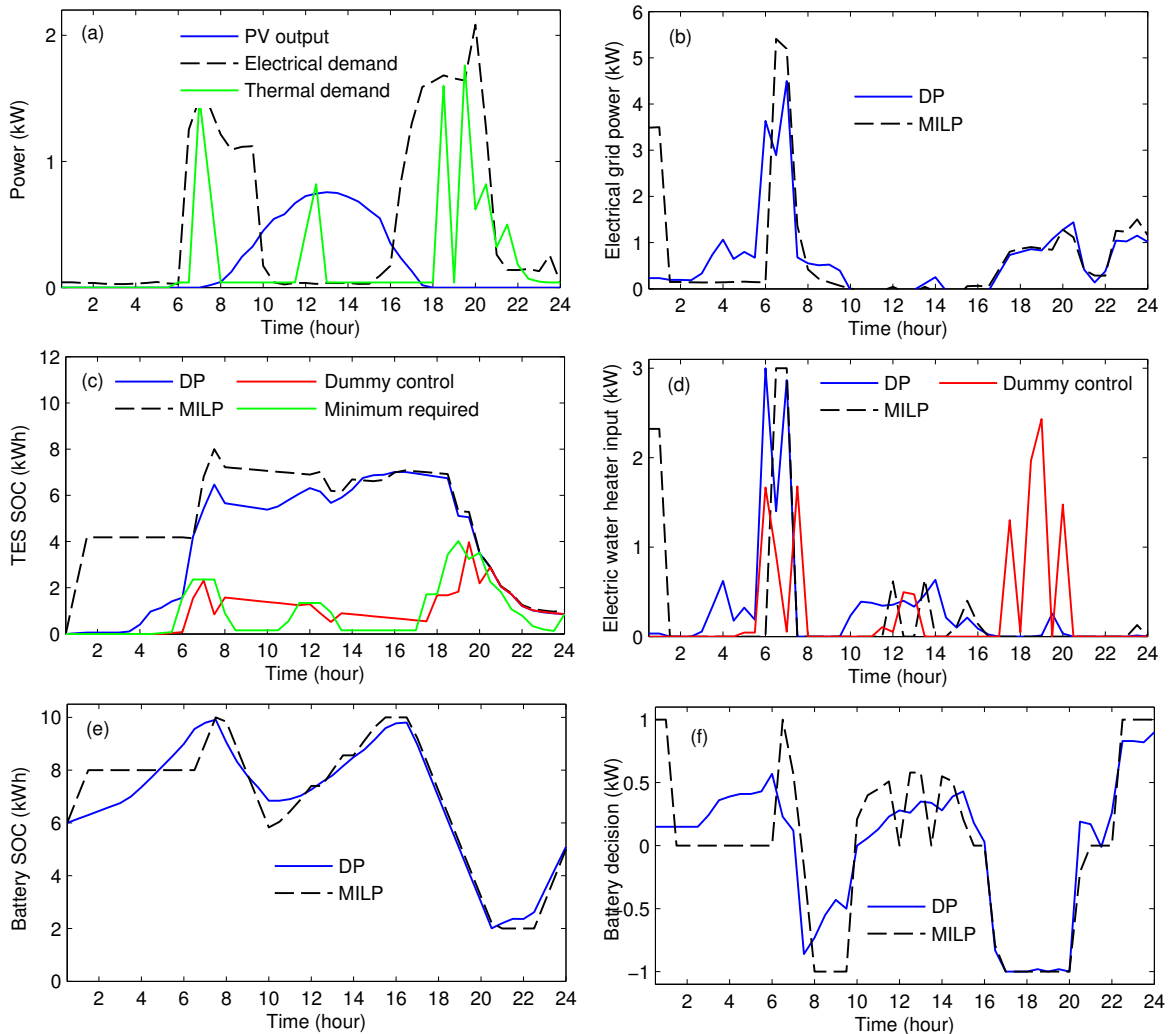 (a)
PV output
Electrical demand
Thermal demand
Power (kW)
2
1
0
2 4 6 8 10 12 14 16 18 20 22 24
Time (hour)
(b)
DP
MILP
Electrical grid power (kW)
6
5
4
3
2
1
0
2 4 6 8 10 12 14 16 18 20 22 24
Time (hour)
(c)
DP
MILP
Dummy control
Minimum required
TES SOC (kWh)
12
10
8
6
4
2
0
2 4 6 8 10 12 14 16 18 20 22 24
Time (hour)
(d)
DP
MILP
Dummy control
Electric water heater input (kW)
3
2
1
0
2 4 6 8 10 12 14 16 18 20 22 24
Time (hour)
(e)
DP
MILP
Battery SOC (kWh)
10
8
6
4
2
0
2 4 6 8 10 12 14 16 18 20 22 24
Time (hour)
(f)
DP
MILP
Battery decision (kW)
1
0.5
0
−0.5
−1
2 4 6 8 10 12 14 16 18 20 22 24
Time (hour)